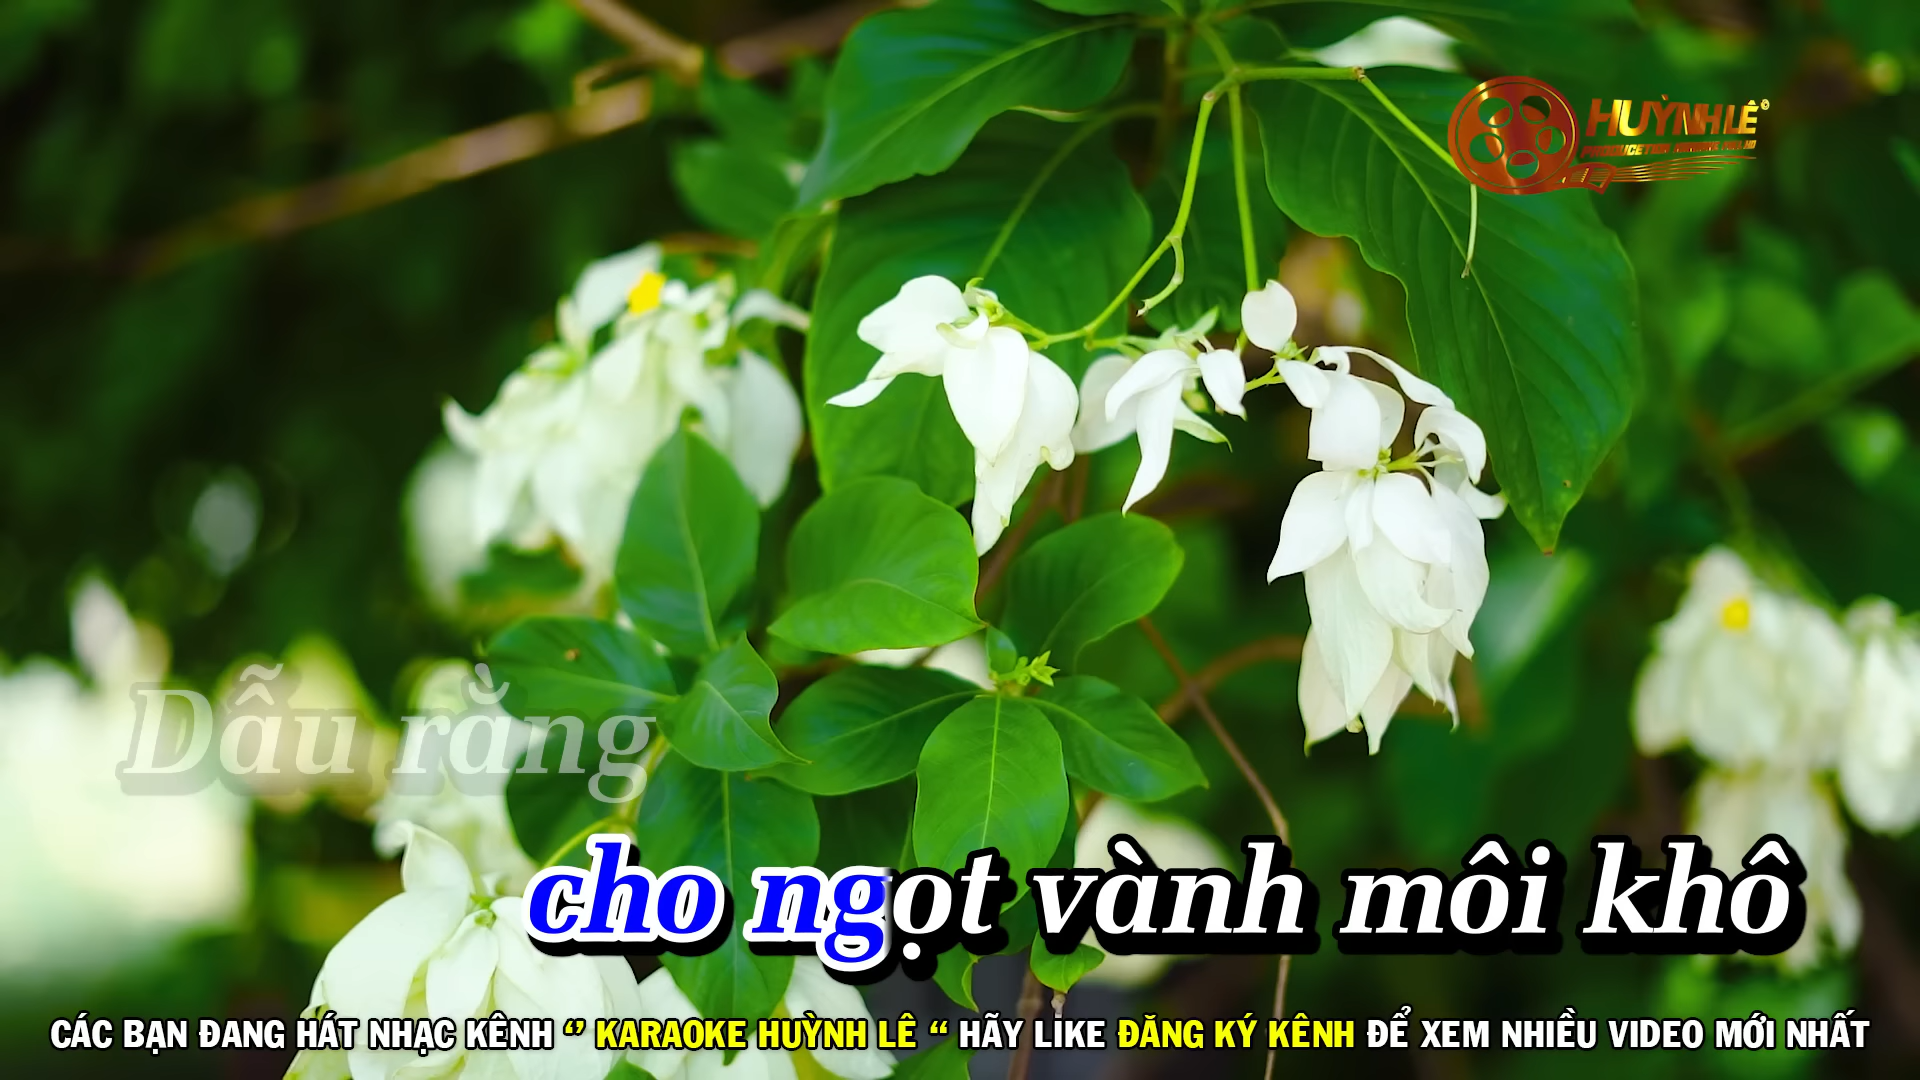 HUỲNH LÊ
Dẫu rằng
cho ngọt vành môi khô
CÁC BẠN ĐANG HÁT NHẠC KÊNH “ KARAOKE HUỲNH LÊ “ HÃY LIKE ĐĂNG KÝ KÊNH ĐỂ XEM NHIỀU VIDEO MỚI NHẤT